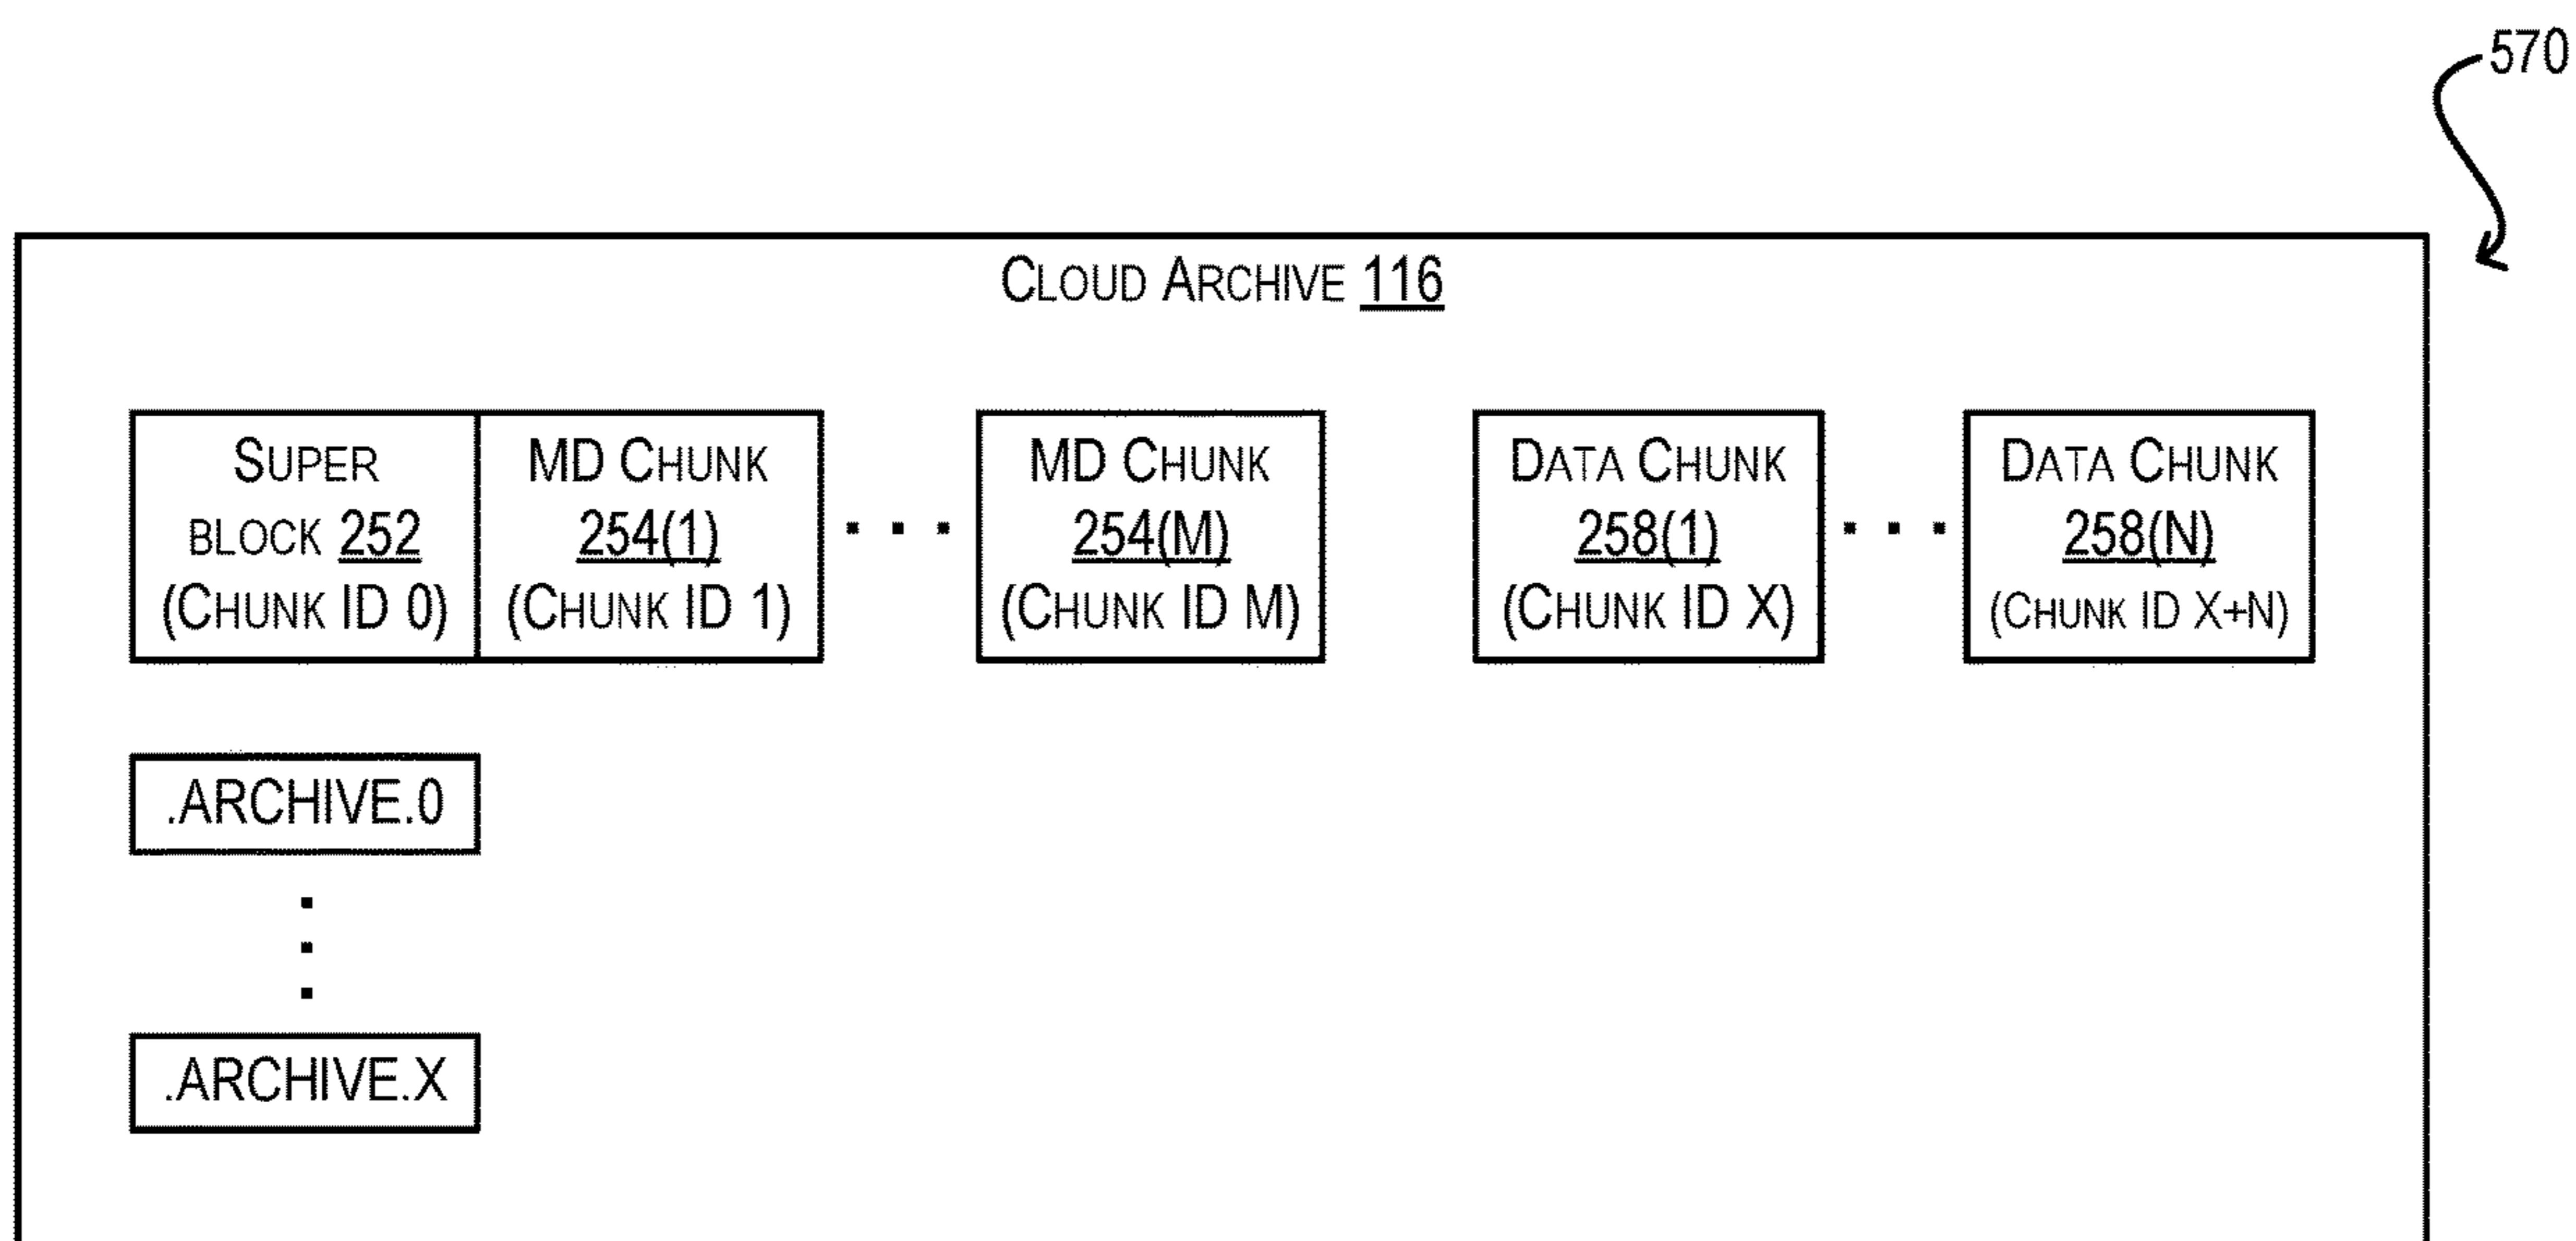 570
Cloud Archive 116
Super
block 252
(Chunk ID 0)
MD Chunk
254(1)
(Chunk ID 1)
. . .
MD Chunk
254(M)
(Chunk ID M)
Data Chunk
258(1)
(Chunk ID X)
. . .
Data Chunk
258(N)
(Chunk ID X+N)
.ARCHIVE.0
.ARCHIVE.X